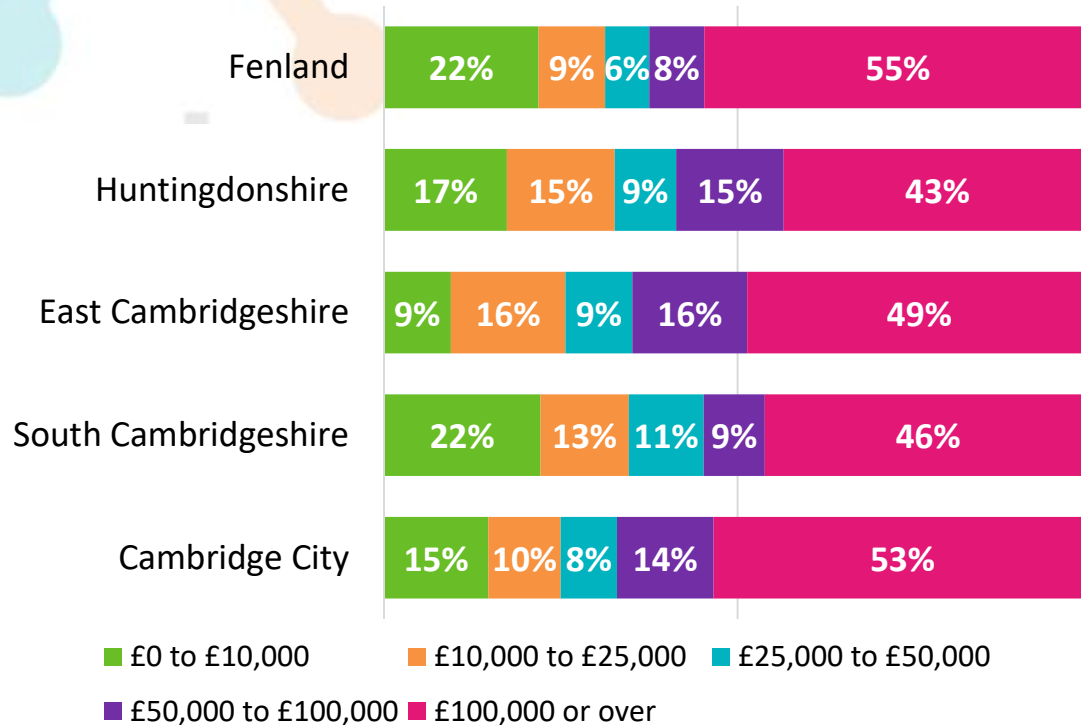 Fenland 22% 9% 6% 8% 55%
Huntingdonshire 17% 15% 9% 15% 43%
East Cambridgeshire 9% 16% 9% 16% 49%
South Cambridgeshire 22% 13% 11% 9% 46%
Cambridge City 15% 10% 8% 14% 53%
£0 to £10,000 £10,000 to £25,000 £25,000 to £50,000
£50,000 to £100,000 £100,000 or over